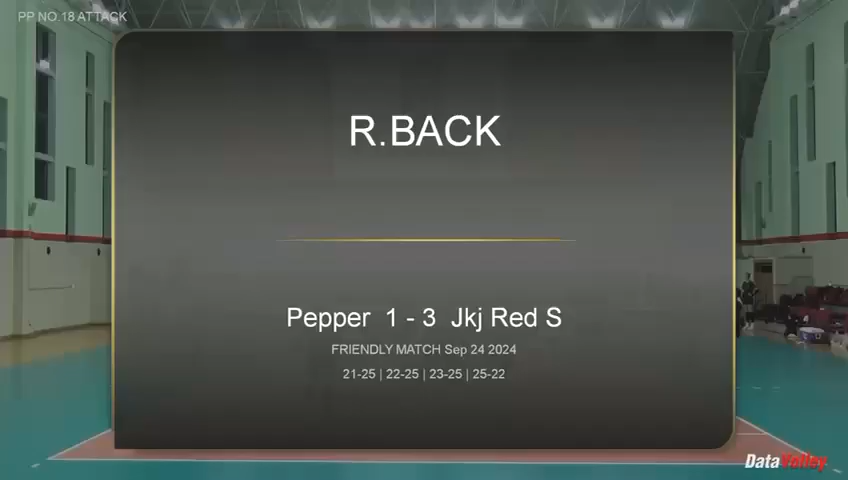 PP NO.18 ATTACK
R.BACK
Pepper 1 - 3 Jkj Red S
FRIENDLY MATCH Sep 24 2024
21-25 | 22-25 | 23-25 | 25-22
DataVolley